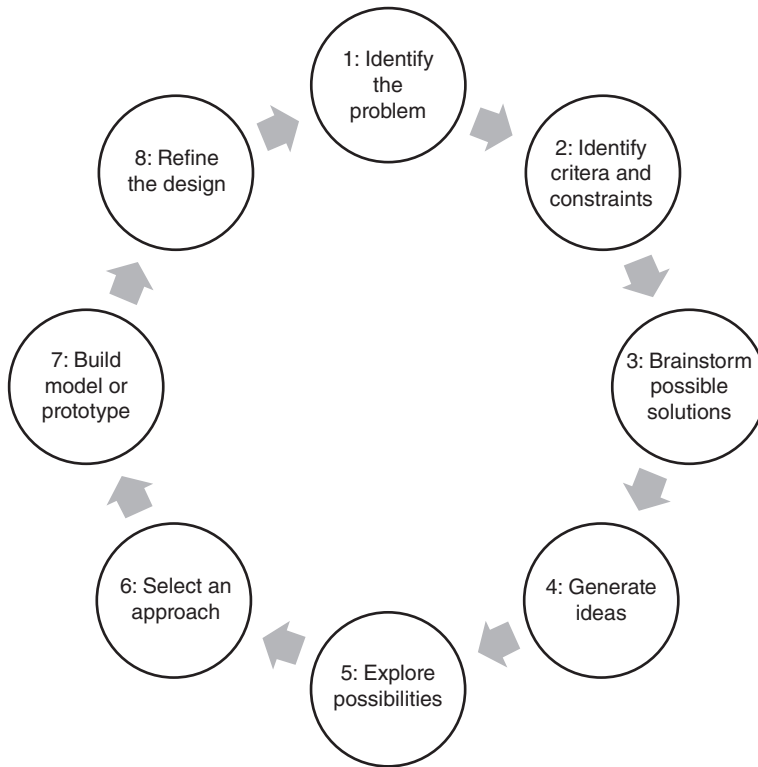 1: Identify
the
problem
2: Identify
critera and
constraints
3: Brainstorm
possible
solutions
4: Generate
ideas
5: Explore
possibilities
6: Select an
approach
7: Build
model or
prototype
8: Refine
the design